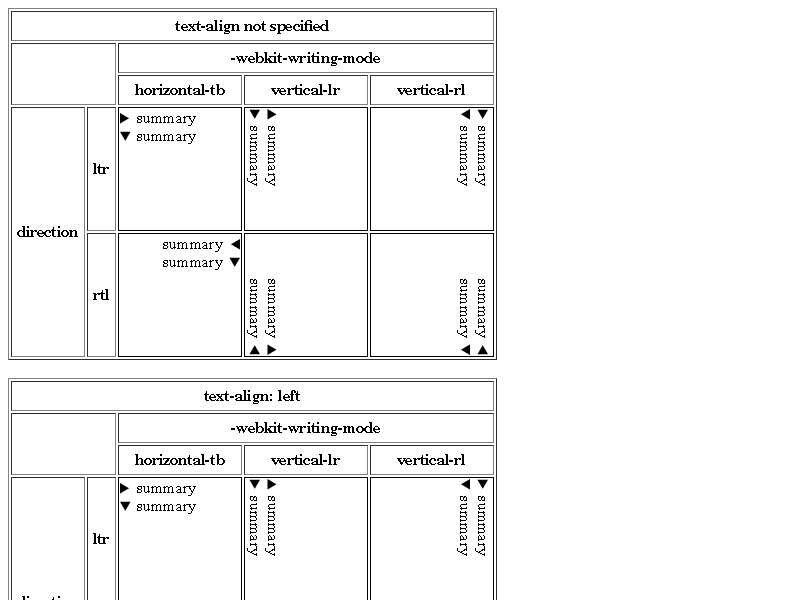 text-align not specified
-webkit-writing-mode
horizontal-tb vertical-lr vertical-rl
direction
ltr
▶ summary
▼ summary
▼ summary
▶ summary
◀ summary
▼ summary
rtl
summary ◀
summary ▼
summary ▲
summary ▶
summary ◀
summary ▲
text-align: left
-webkit-writing-mode
horizontal-tb vertical-lr vertical-rl
ltr
▶ summary
▼ summary
▼ summary
▶ summary
◀ summary
▼ summary